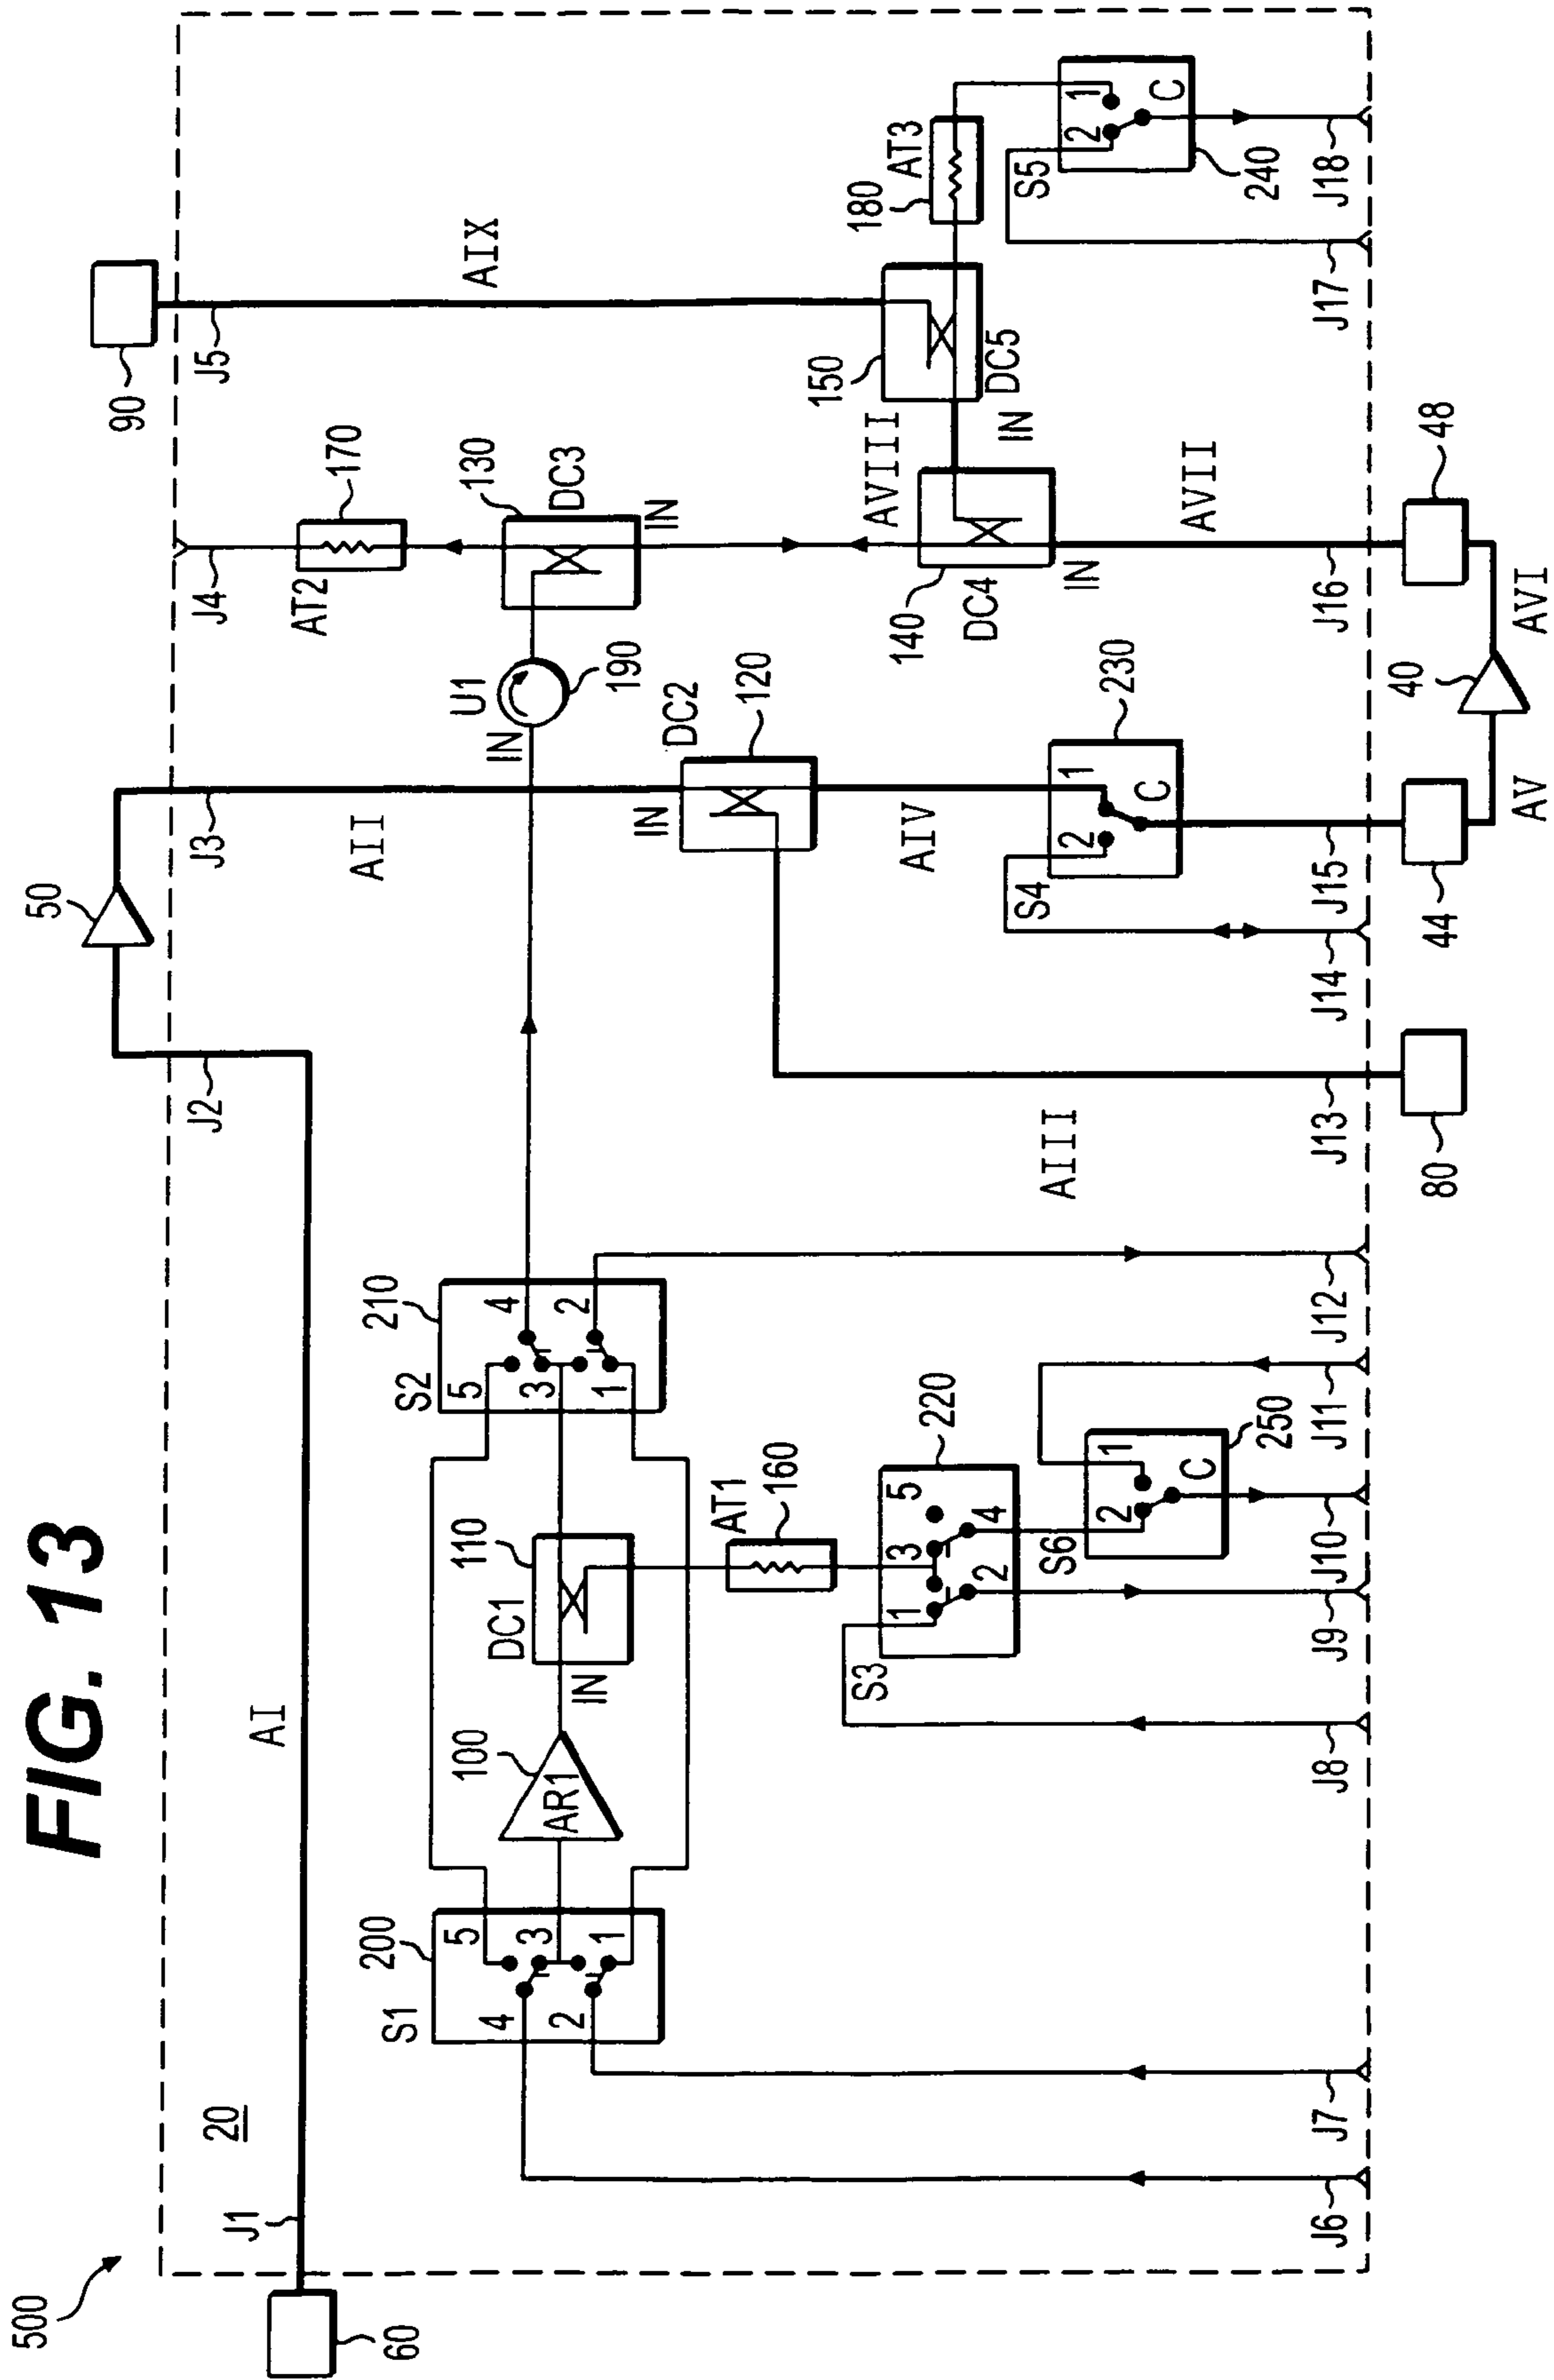 FIG. 13
500
60
J1
20
AI
J2
50
J3
AII
J4
AT2
170
90
J5
AIX
S1
200
4
2
5
3
1
100
AR1
IN
DC1
110
S2
210
5
3
1
4
2
AT1
160
S3
220
1
3
5
2
4
S6
2
1
C
250
U1
IN
190
130
DC3
IN
DC2
120
IN
AIV
S4
230
2
1
C
AIII
140
DC4
IN
AVIII
AVII
150
DC5
IN
180
AT3
S5
2
1
C
240
J6
J7
J8
J9
J10
J11
J12
J13
J14
J15
J16
J17
J18
80
44
AV
40
AVI
48